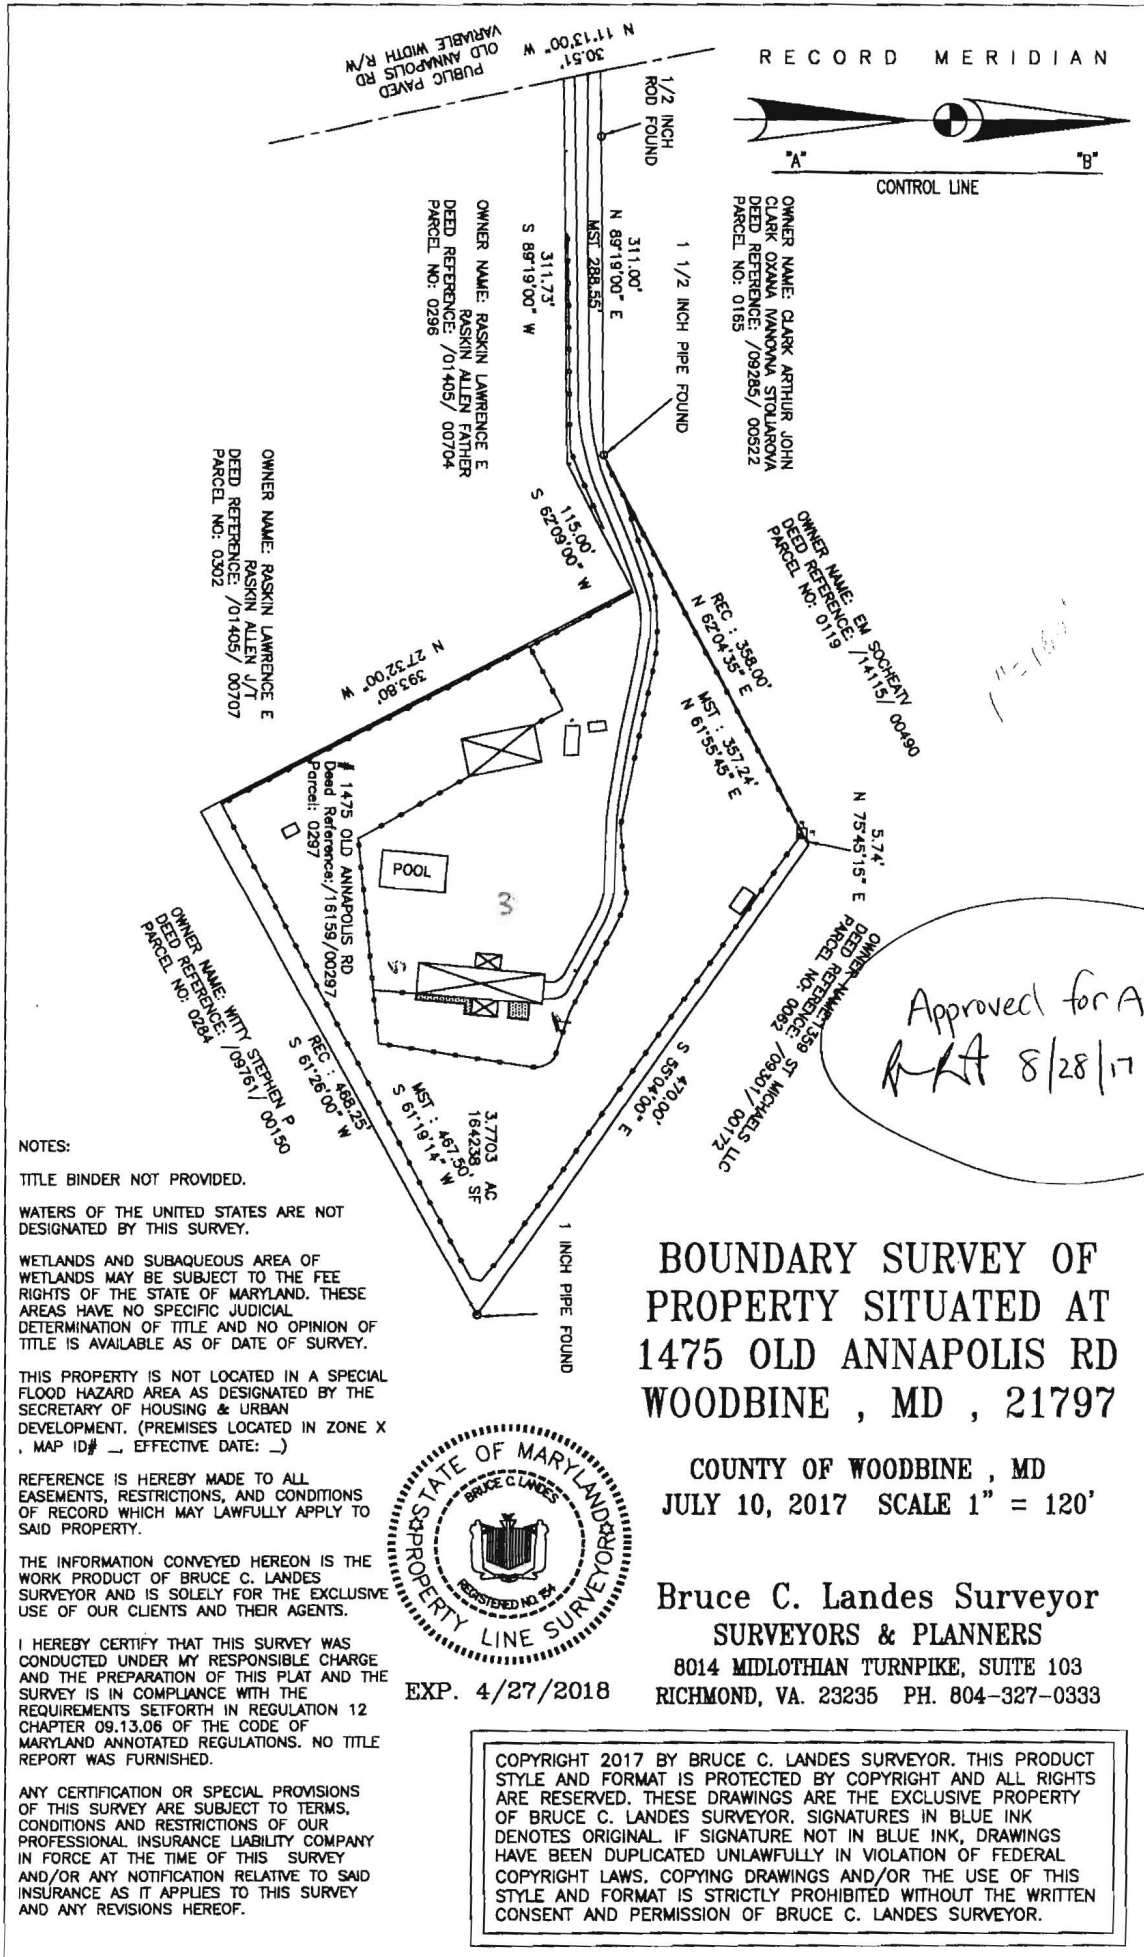 RECORD MERIDIAN
"A"
"B"
CONTROL LINE
PUBLIC PAVED
OLD ANNAPOLIS RD
VARIABLE WIDTH R/W
30.51'
N 11°13'00" W
1/2 INCH
ROD FOUND
311.00'
N 89°19'00" E
MST. 288.55'
311.73'
S 89°19'00" W
1 1/2 INCH PIPE FOUND
OWNER NAME: CLARK ARTHUR JOHN
CLARK OXANA IVANOVNA STOLIAROVA
DEED REFERENCE: /09285/ 00522
PARCEL NO: 0165
OWNER NAME: RASKIN LAWRENCE E
RASKIN ALLEN FATHER
DEED REFERENCE: /01405/ 00704
PARCEL NO: 0296
OWNER NAME: RASKIN LAWRENCE E
RASKIN ALLEN J/T
DEED REFERENCE: /01405/ 00707
PARCEL NO: 0302
115.00'
S 62°09'00" W
OWNER NAME: EM SOCHEATV
DEED REFERENCE: /14115/ 00490
PARCEL NO: 0119
REC : 358.00'
N 62°04'35" E
MST : 357.24'
N 61°55'45" E
393.80'
N 27°32'00" W
5.74'
N 75°45'15" E
# 1475 OLD ANNAPOLIS RD
Deed Reference:/16159/00297
Parcel: 0297
POOL
3
OWNER NAME:1359 ST MICHAELS LLC
DEED REFERENCE: /09301/ 00172
PARCEL NO: 0062
470.00'
S 55°04'00" E
Approved for A
8/28/17
OWNER NAME: WITTY STEPHEN P
DEED REFERENCE: /09761/ 00150
PARCEL NO: 0284
REC : 468.25'
S 61°26'00" W
MST : 467.50'
S 61°19'14" W
3.7703 AC
164238 SF
1 INCH PIPE FOUND
NOTES:
TITLE BINDER NOT PROVIDED.
WATERS OF THE UNITED STATES ARE NOT
DESIGNATED BY THIS SURVEY.
WETLANDS AND SUBAQUEOUS AREA OF
WETLANDS MAY BE SUBJECT TO THE FEE
RIGHTS OF THE STATE OF MARYLAND. THESE
AREAS HAVE NO SPECIFIC JUDICIAL
DETERMINATION OF TITLE AND NO OPINION OF
TITLE IS AVAILABLE AS OF DATE OF SURVEY.
THIS PROPERTY IS NOT LOCATED IN A SPECIAL
FLOOD HAZARD AREA AS DESIGNATED BY THE
SECRETARY OF HOUSING & URBAN
DEVELOPMENT. (PREMISES LOCATED IN ZONE X
, MAP ID# _, EFFECTIVE DATE: _)
REFERENCE IS HEREBY MADE TO ALL
EASEMENTS, RESTRICTIONS, AND CONDITIONS
OF RECORD WHICH MAY LAWFULLY APPLY TO
SAID PROPERTY.
THE INFORMATION CONVEYED HEREON IS THE
WORK PRODUCT OF BRUCE C. LANDES
SURVEYOR AND IS SOLELY FOR THE EXCLUSIVE
USE OF OUR CLIENTS AND THEIR AGENTS.
I HEREBY CERTIFY THAT THIS SURVEY WAS
CONDUCTED UNDER MY RESPONSIBLE CHARGE
AND THE PREPARATION OF THIS PLAT AND THE
SURVEY IS IN COMPLIANCE WITH THE
REQUIREMENTS SETFORTH IN REGULATION 12
CHAPTER 09.13.06 OF THE CODE OF
MARYLAND ANNOTATED REGULATIONS. NO TITLE
REPORT WAS FURNISHED.
ANY CERTIFICATION OR SPECIAL PROVISIONS
OF THIS SURVEY ARE SUBJECT TO TERMS,
CONDITIONS AND RESTRICTIONS OF OUR
PROFESSIONAL INSURANCE LIABILITY COMPANY
IN FORCE AT THE TIME OF THIS SURVEY
AND/OR ANY NOTIFICATION RELATIVE TO SAID
INSURANCE AS IT APPLIES TO THIS SURVEY
AND ANY REVISIONS HEREOF.
STATE OF MARYLAND
BRUCE C LANDES
REGISTERED NO. 154
PROPERTY LINE SURVEYOR
EXP. 4/27/2018
BOUNDARY SURVEY OF
PROPERTY SITUATED AT
1475 OLD ANNAPOLIS RD
WOODBINE , MD , 21797
COUNTY OF WOODBINE , MD
JULY 10, 2017 SCALE 1" = 120'
Bruce C. Landes Surveyor
SURVEYORS & PLANNERS
8014 MIDLOTHIAN TURNPIKE, SUITE 103
RICHMOND, VA. 23235 PH. 804-327-0333
COPYRIGHT 2017 BY BRUCE C. LANDES SURVEYOR. THIS PRODUCT
STYLE AND FORMAT IS PROTECTED BY COPYRIGHT AND ALL RIGHTS
ARE RESERVED. THESE DRAWINGS ARE THE EXCLUSIVE PROPERTY
OF BRUCE C. LANDES SURVEYOR. SIGNATURES IN BLUE INK
DENOTES ORIGINAL. IF SIGNATURE NOT IN BLUE INK, DRAWINGS
HAVE BEEN DUPLICATED UNLAWFULLY IN VIOLATION OF FEDERAL
COPYRIGHT LAWS. COPYING DRAWINGS AND/OR THE USE OF THIS
STYLE AND FORMAT IS STRICTLY PROHIBITED WITHOUT THE WRITTEN
CONSENT AND PERMISSION OF BRUCE C. LANDES SURVEYOR.